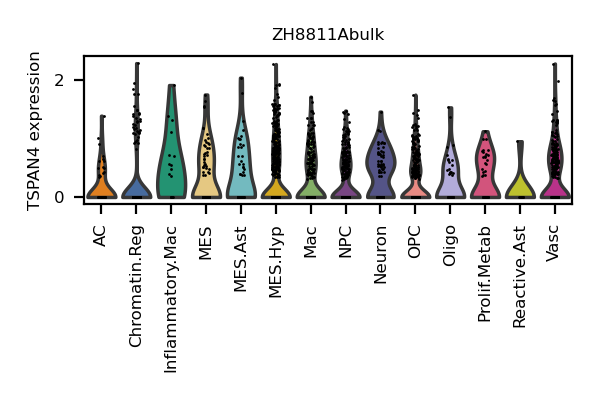 ZH8811Abulk
TSPAN4 expression
2
0
AC
Chromatin.Reg
Inflammatory.Mac
MES
MES.Ast
MES.Hyp
Mac
NPC
Neuron
OPC
Oligo
Prolif.Metab
Reactive.Ast
Vasc